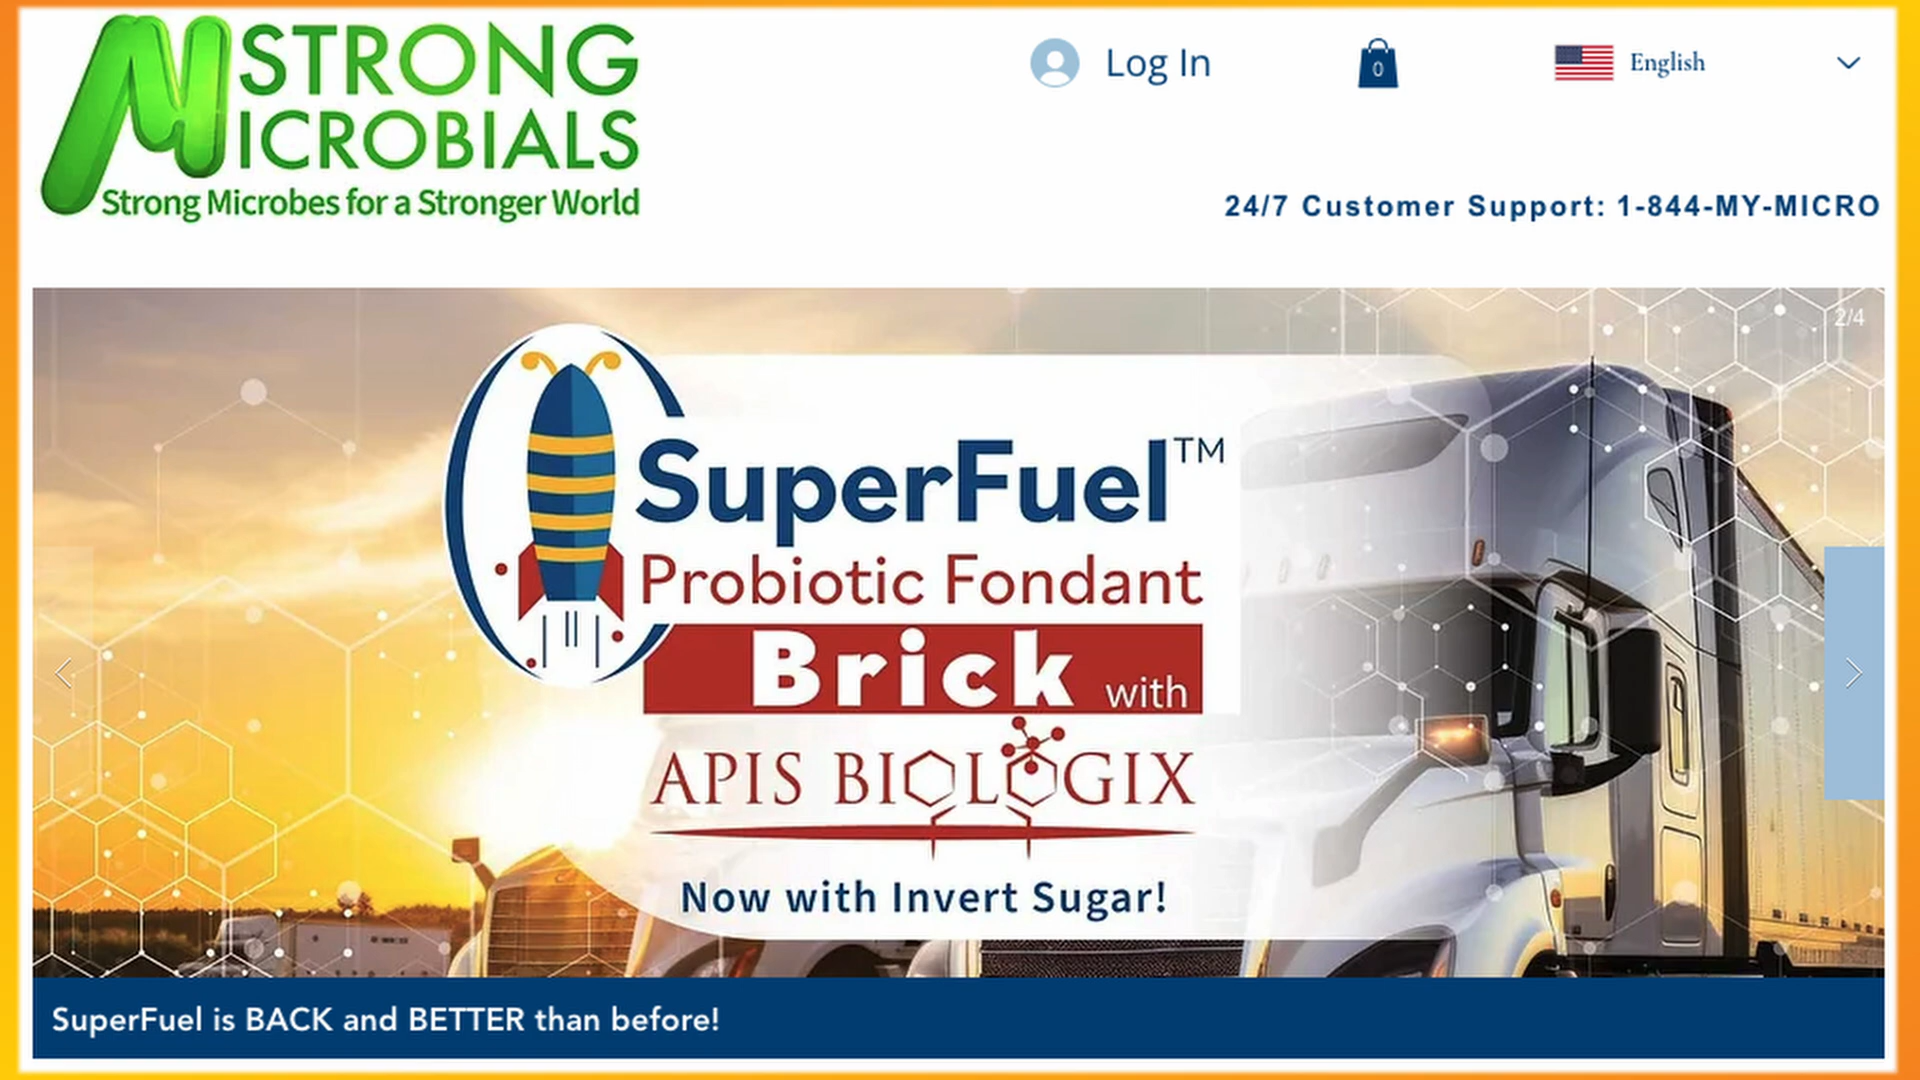 STRONG
MICROBIALS
Strong Microbes for a Stronger World
Log In
0
English
24/7 Customer Support: 1-844-MY-MICRO
2/4
SuperFuel™
Probiotic Fondant
Brick with
APIS BIOLOGIX
Now with Invert Sugar!
SuperFuel is BACK and BETTER than before!